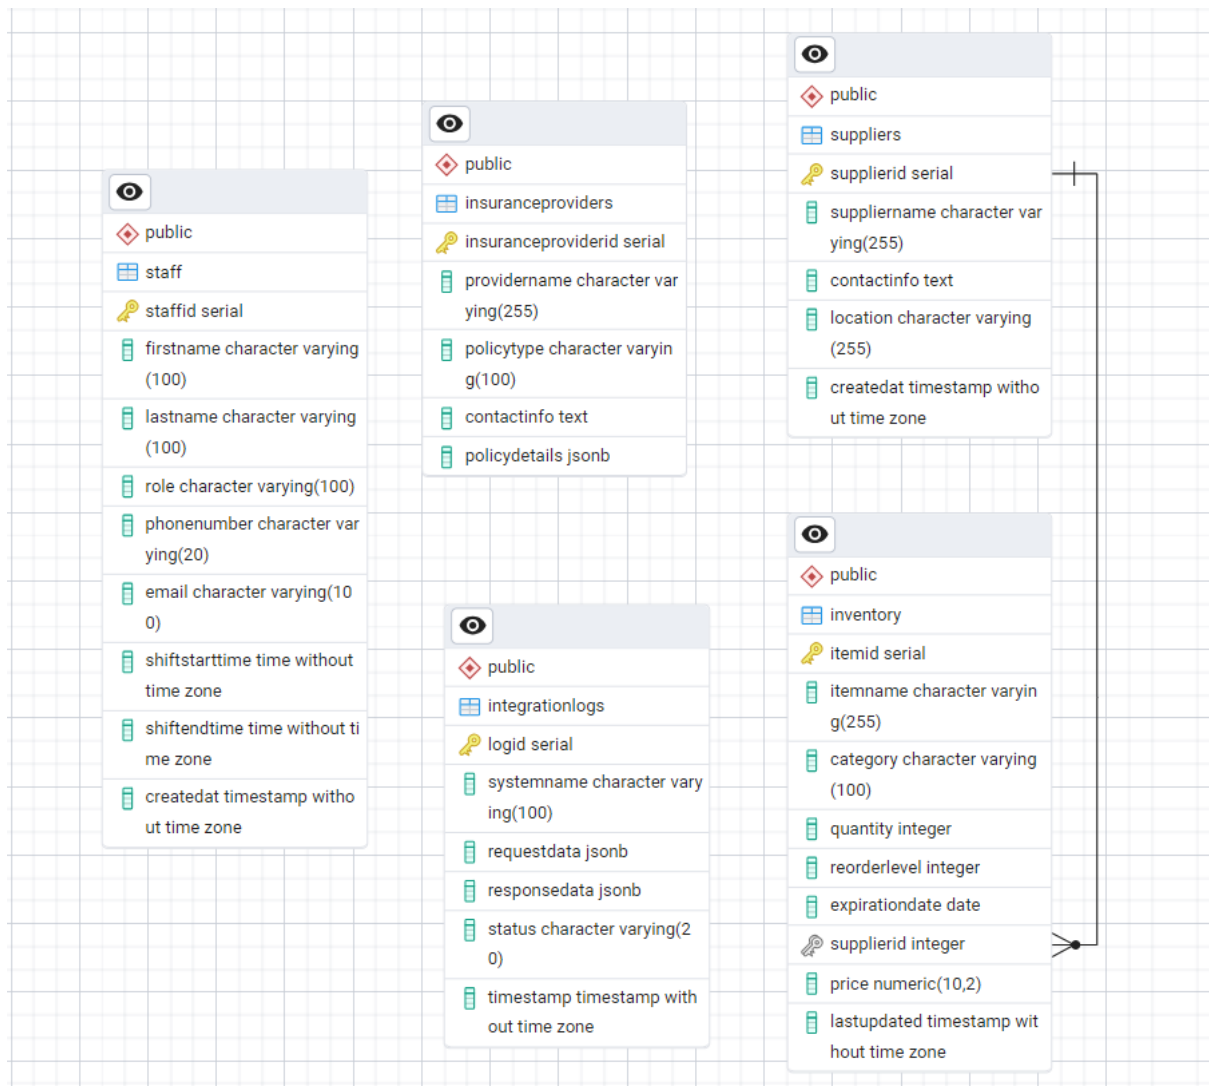 public
staff
staffid serial
firstname character varying
(100)
lastname character varying
(100)
role character varying(100)
phonenumber character var
ying(20)
email character varying(10
0)
shiftstarttime time without
time zone
shiftendtime time without ti
me zone
createdat timestamp witho
ut time zone
public
insuranceproviders
insuranceproviderid serial
providername character var
ying(255)
policytype character varyin
g(100)
contactinfo text
policydetails jsonb
public
integrationlogs
logid serial
systemname character vary
ing(100)
requestdata jsonb
responsedata jsonb
status character varying(2
0)
timestamp timestamp with
out time zone
public
suppliers
supplierid serial
suppliername character var
ying(255)
contactinfo text
location character varying
(255)
createdat timestamp witho
ut time zone
public
inventory
itemid serial
itemname character varyin
g(255)
category character varying
(100)
quantity integer
reorderlevel integer
expirationdate date
supplierid integer
price numeric(10,2)
lastupdated timestamp wit
hout time zone